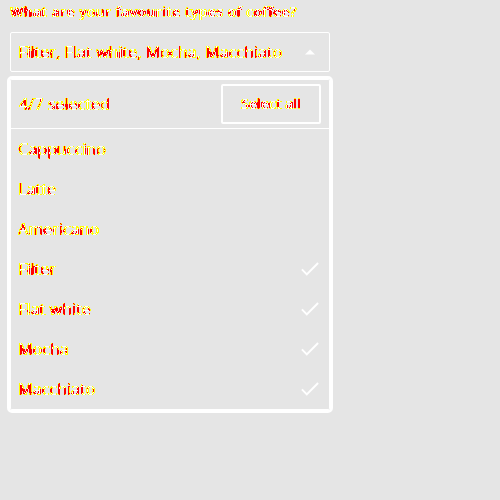 What are your favourite types of coffee?
Filter, Flat white, Mocha, Macchiato
4/7 selected
Select all
Cappuccino
Latte
Americano
Filter
Flat white
Mocha
Macchiato